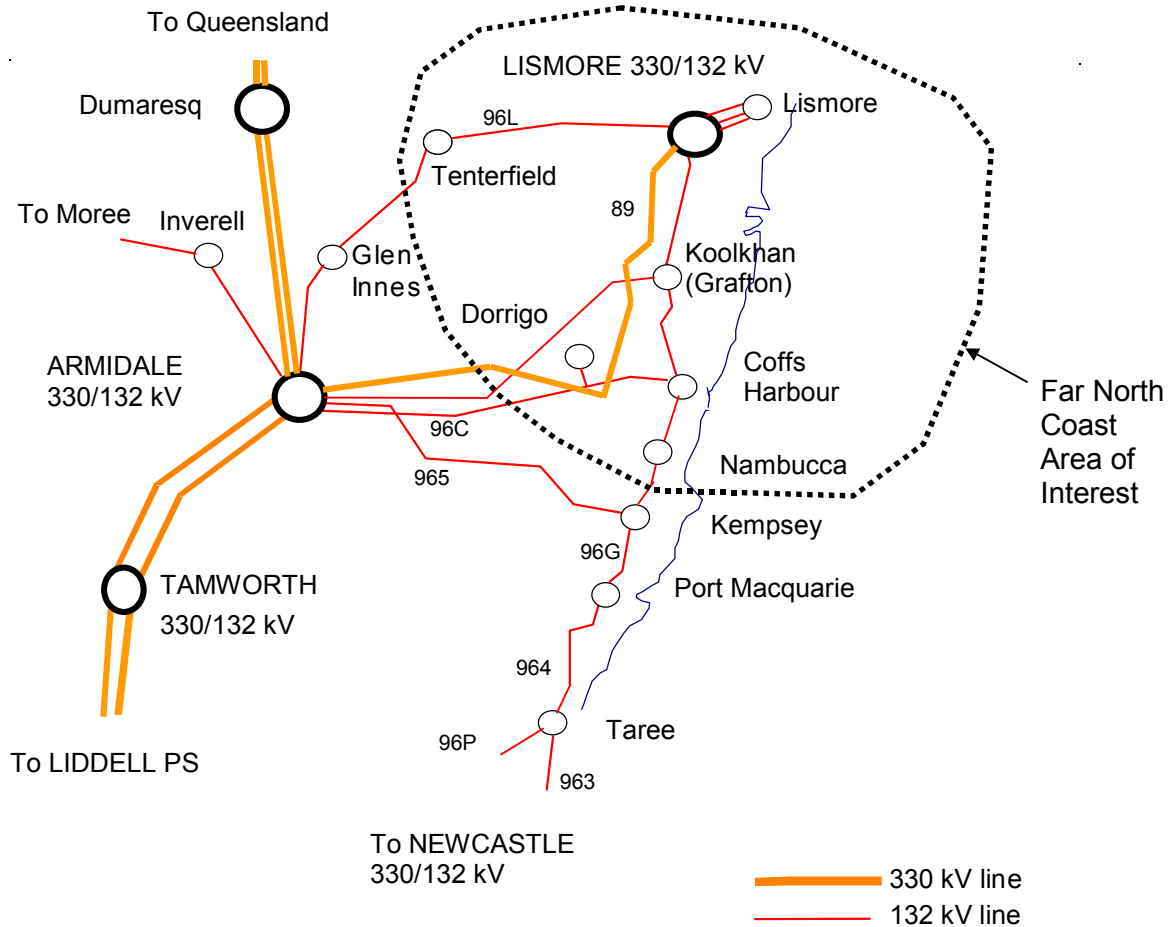 To Queensland
LISMORE 330/132 kV
Dumaresq
Lismore
96L
Tenterfield
To Moree
Inverell
89
Glen
Innes
Koolkhan
(Grafton)
Dorrigo
ARMIDALE
330/132 kV
Coffs
Harbour
Far North
Coast
Area of
Interest
96C
965
Nambucca
Kempsey
96G
TAMWORTH
330/132 kV
Port Macquarie
964
Taree
96P
963
To LIDDELL PS
To NEWCASTLE
330/132 kV
330 kV line
132 kV line